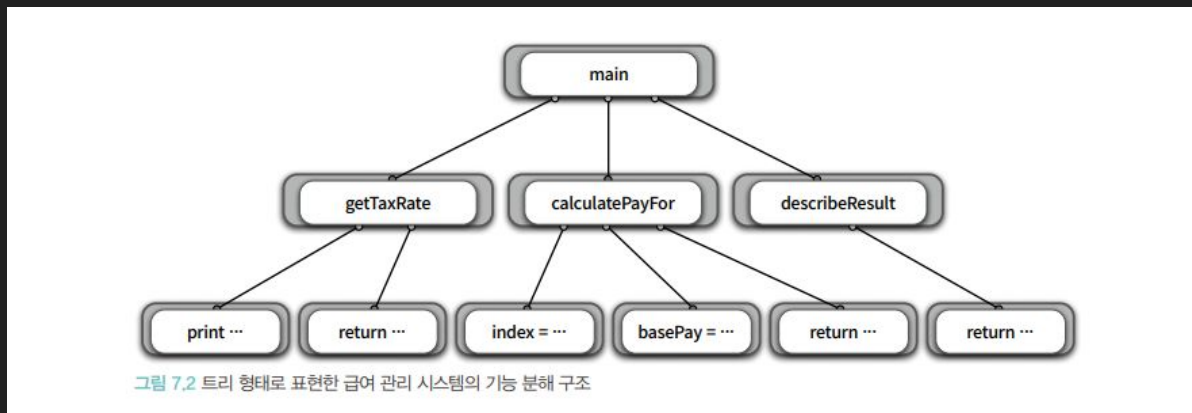 main
getTaxRate
calculatePayFor
describeResult
print ···
return ···
index = ···
basePay = ···
return ···
return ···
그림 7.2 트리 형태로 표현한 급여 관리 시스템의 기능 분해 구조